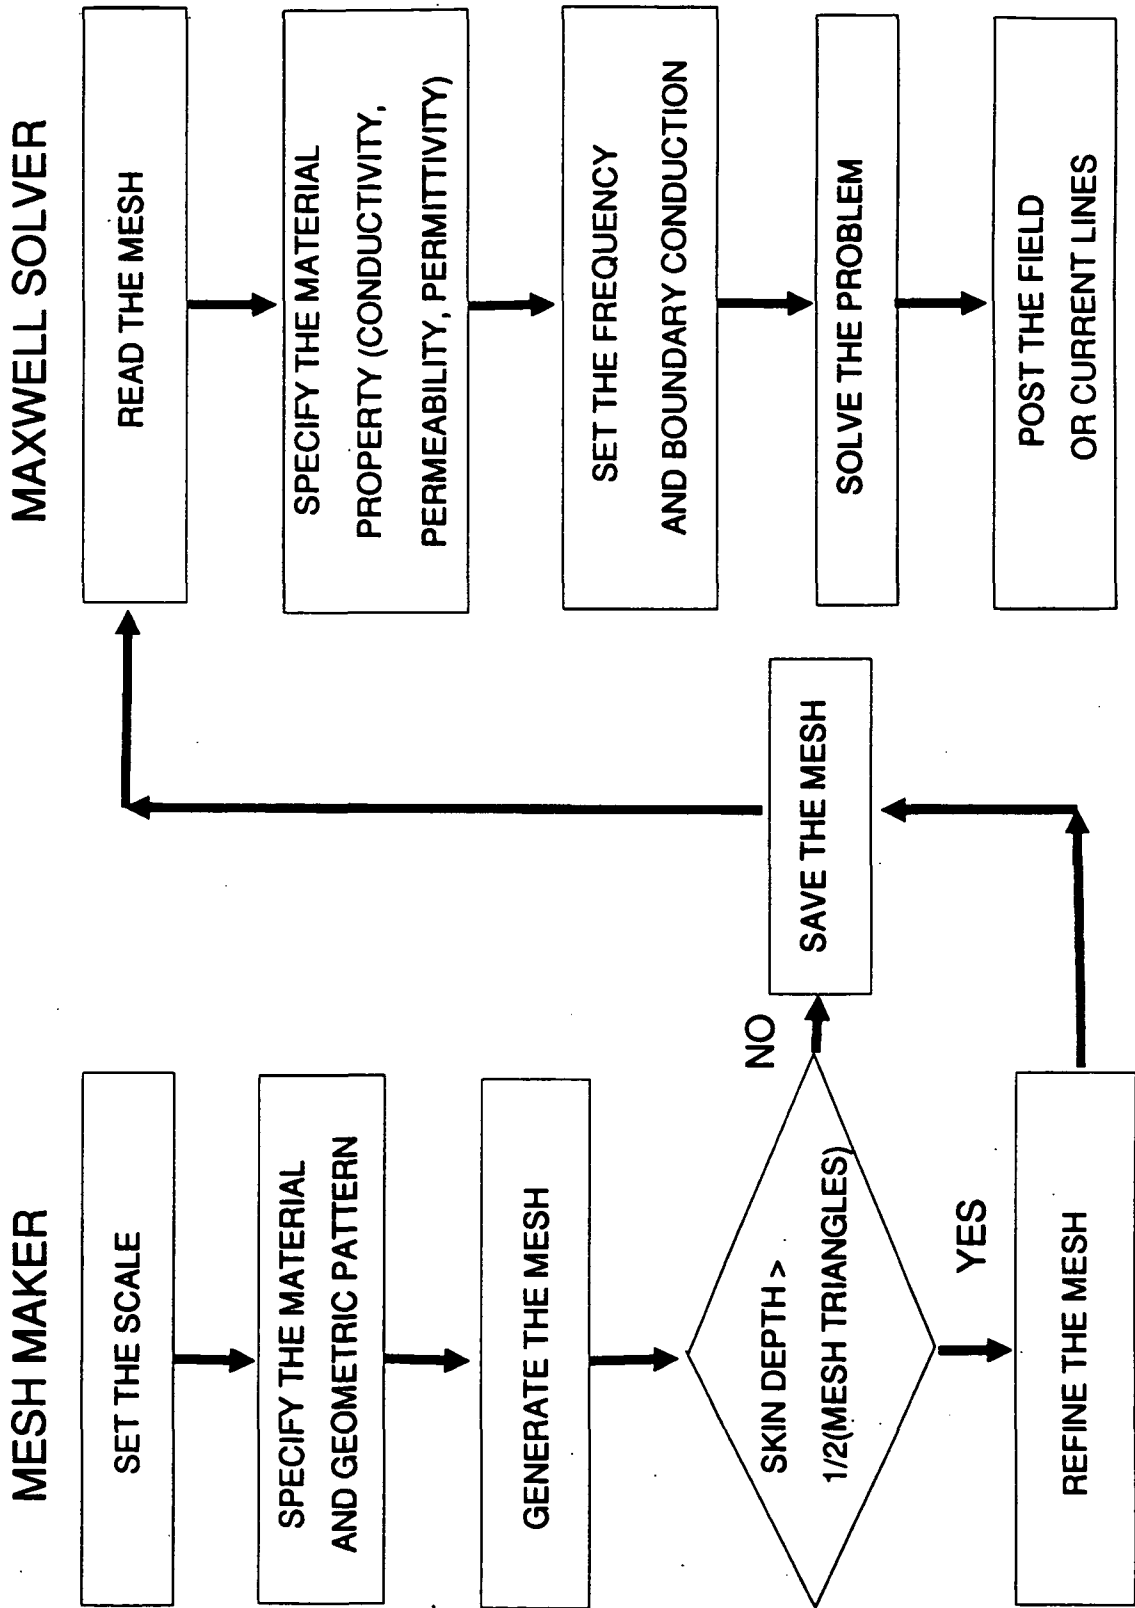 MESH MAKER
SET THE SCALE
SPECIFY THE MATERIAL
AND GEOMETRIC PATTERN
GENERATE THE MESH
SKIN DEPTH >
1/2(MESH TRIANGLES)
NO
YES
REFINE THE MESH
SAVE THE MESH
MAXWELL SOLVER
READ THE MESH
SPECIFY THE MATERIAL
PROPERTY (CONDUCTIVITY,
PERMEABILITY, PERMITTIVITY)
SET THE FREQUENCY
AND BOUNDARY CONDUCTION
SOLVE THE PROBLEM
POST THE FIELD
OR CURRENT LINES